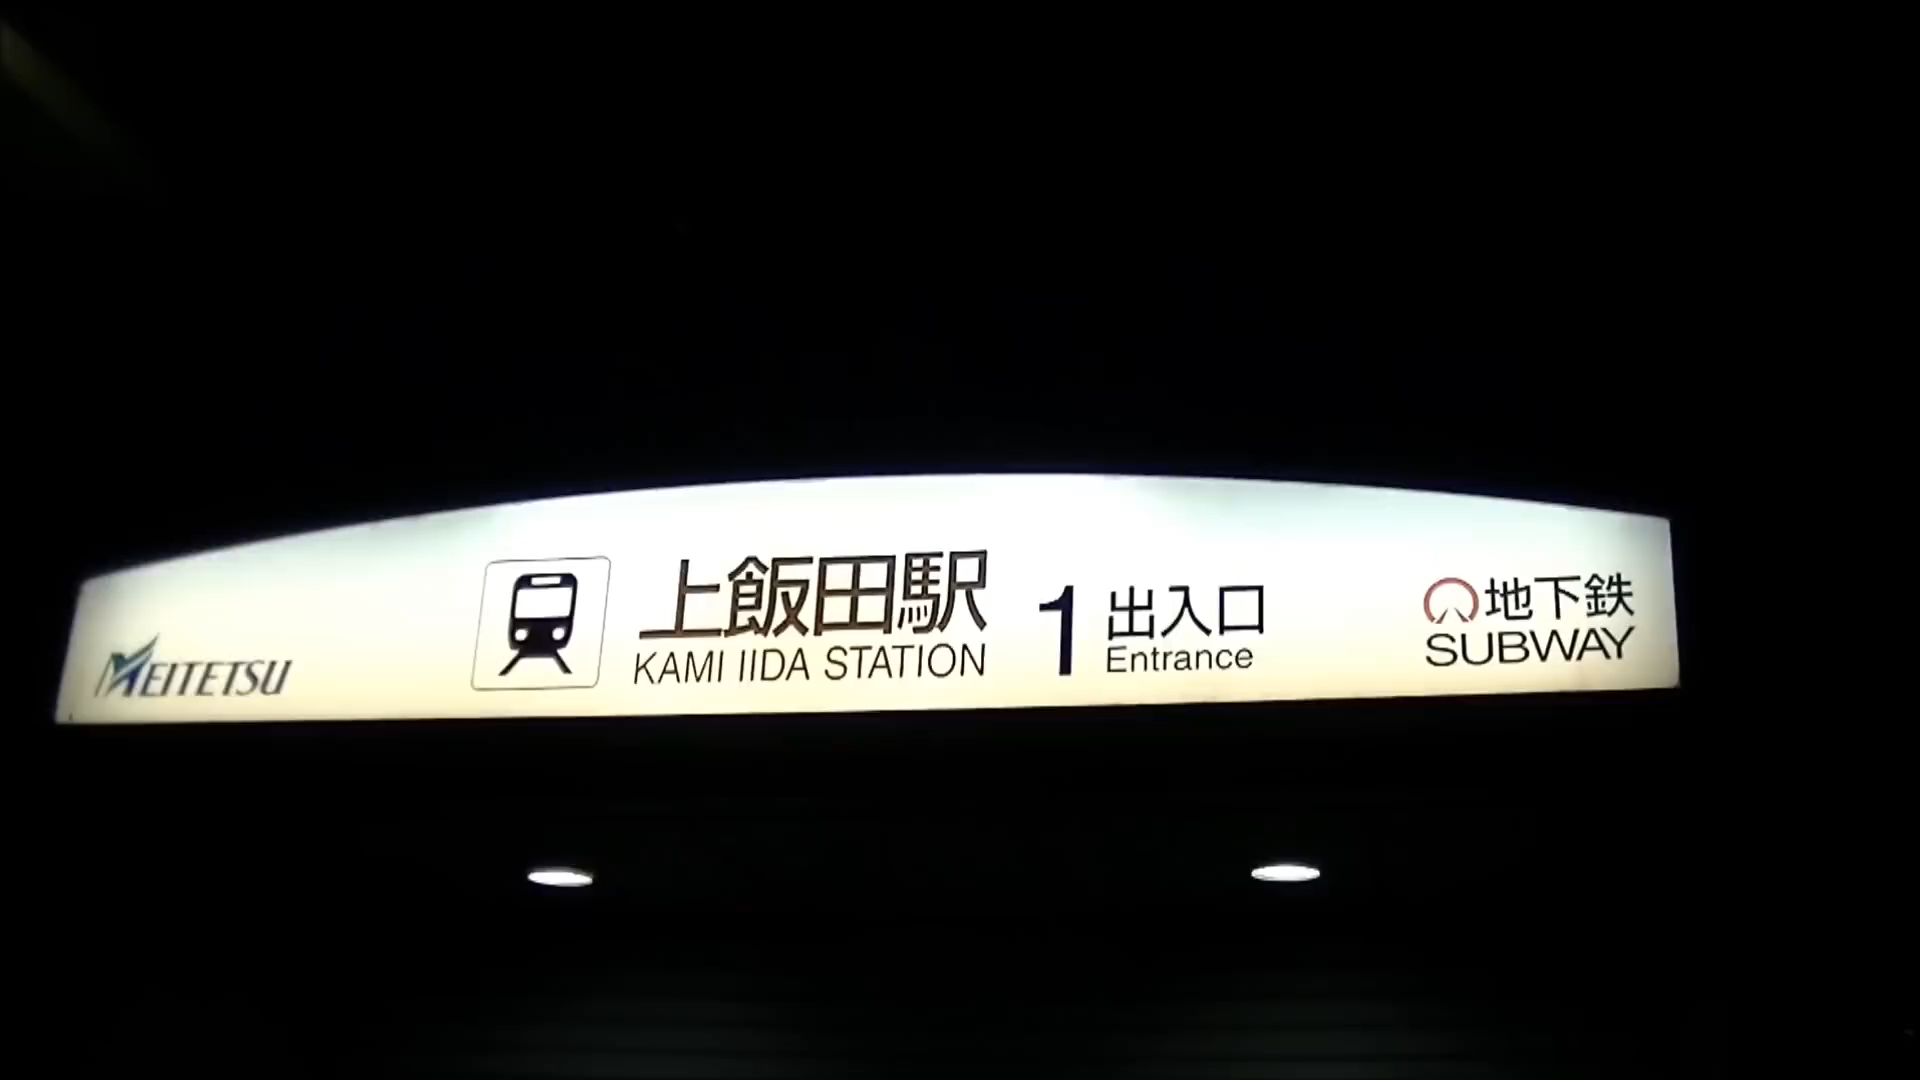 MEITETSU
上飯田駅
KAMI IIDA STATION
1 出入口
Entrance
地下鉄
SUBWAY